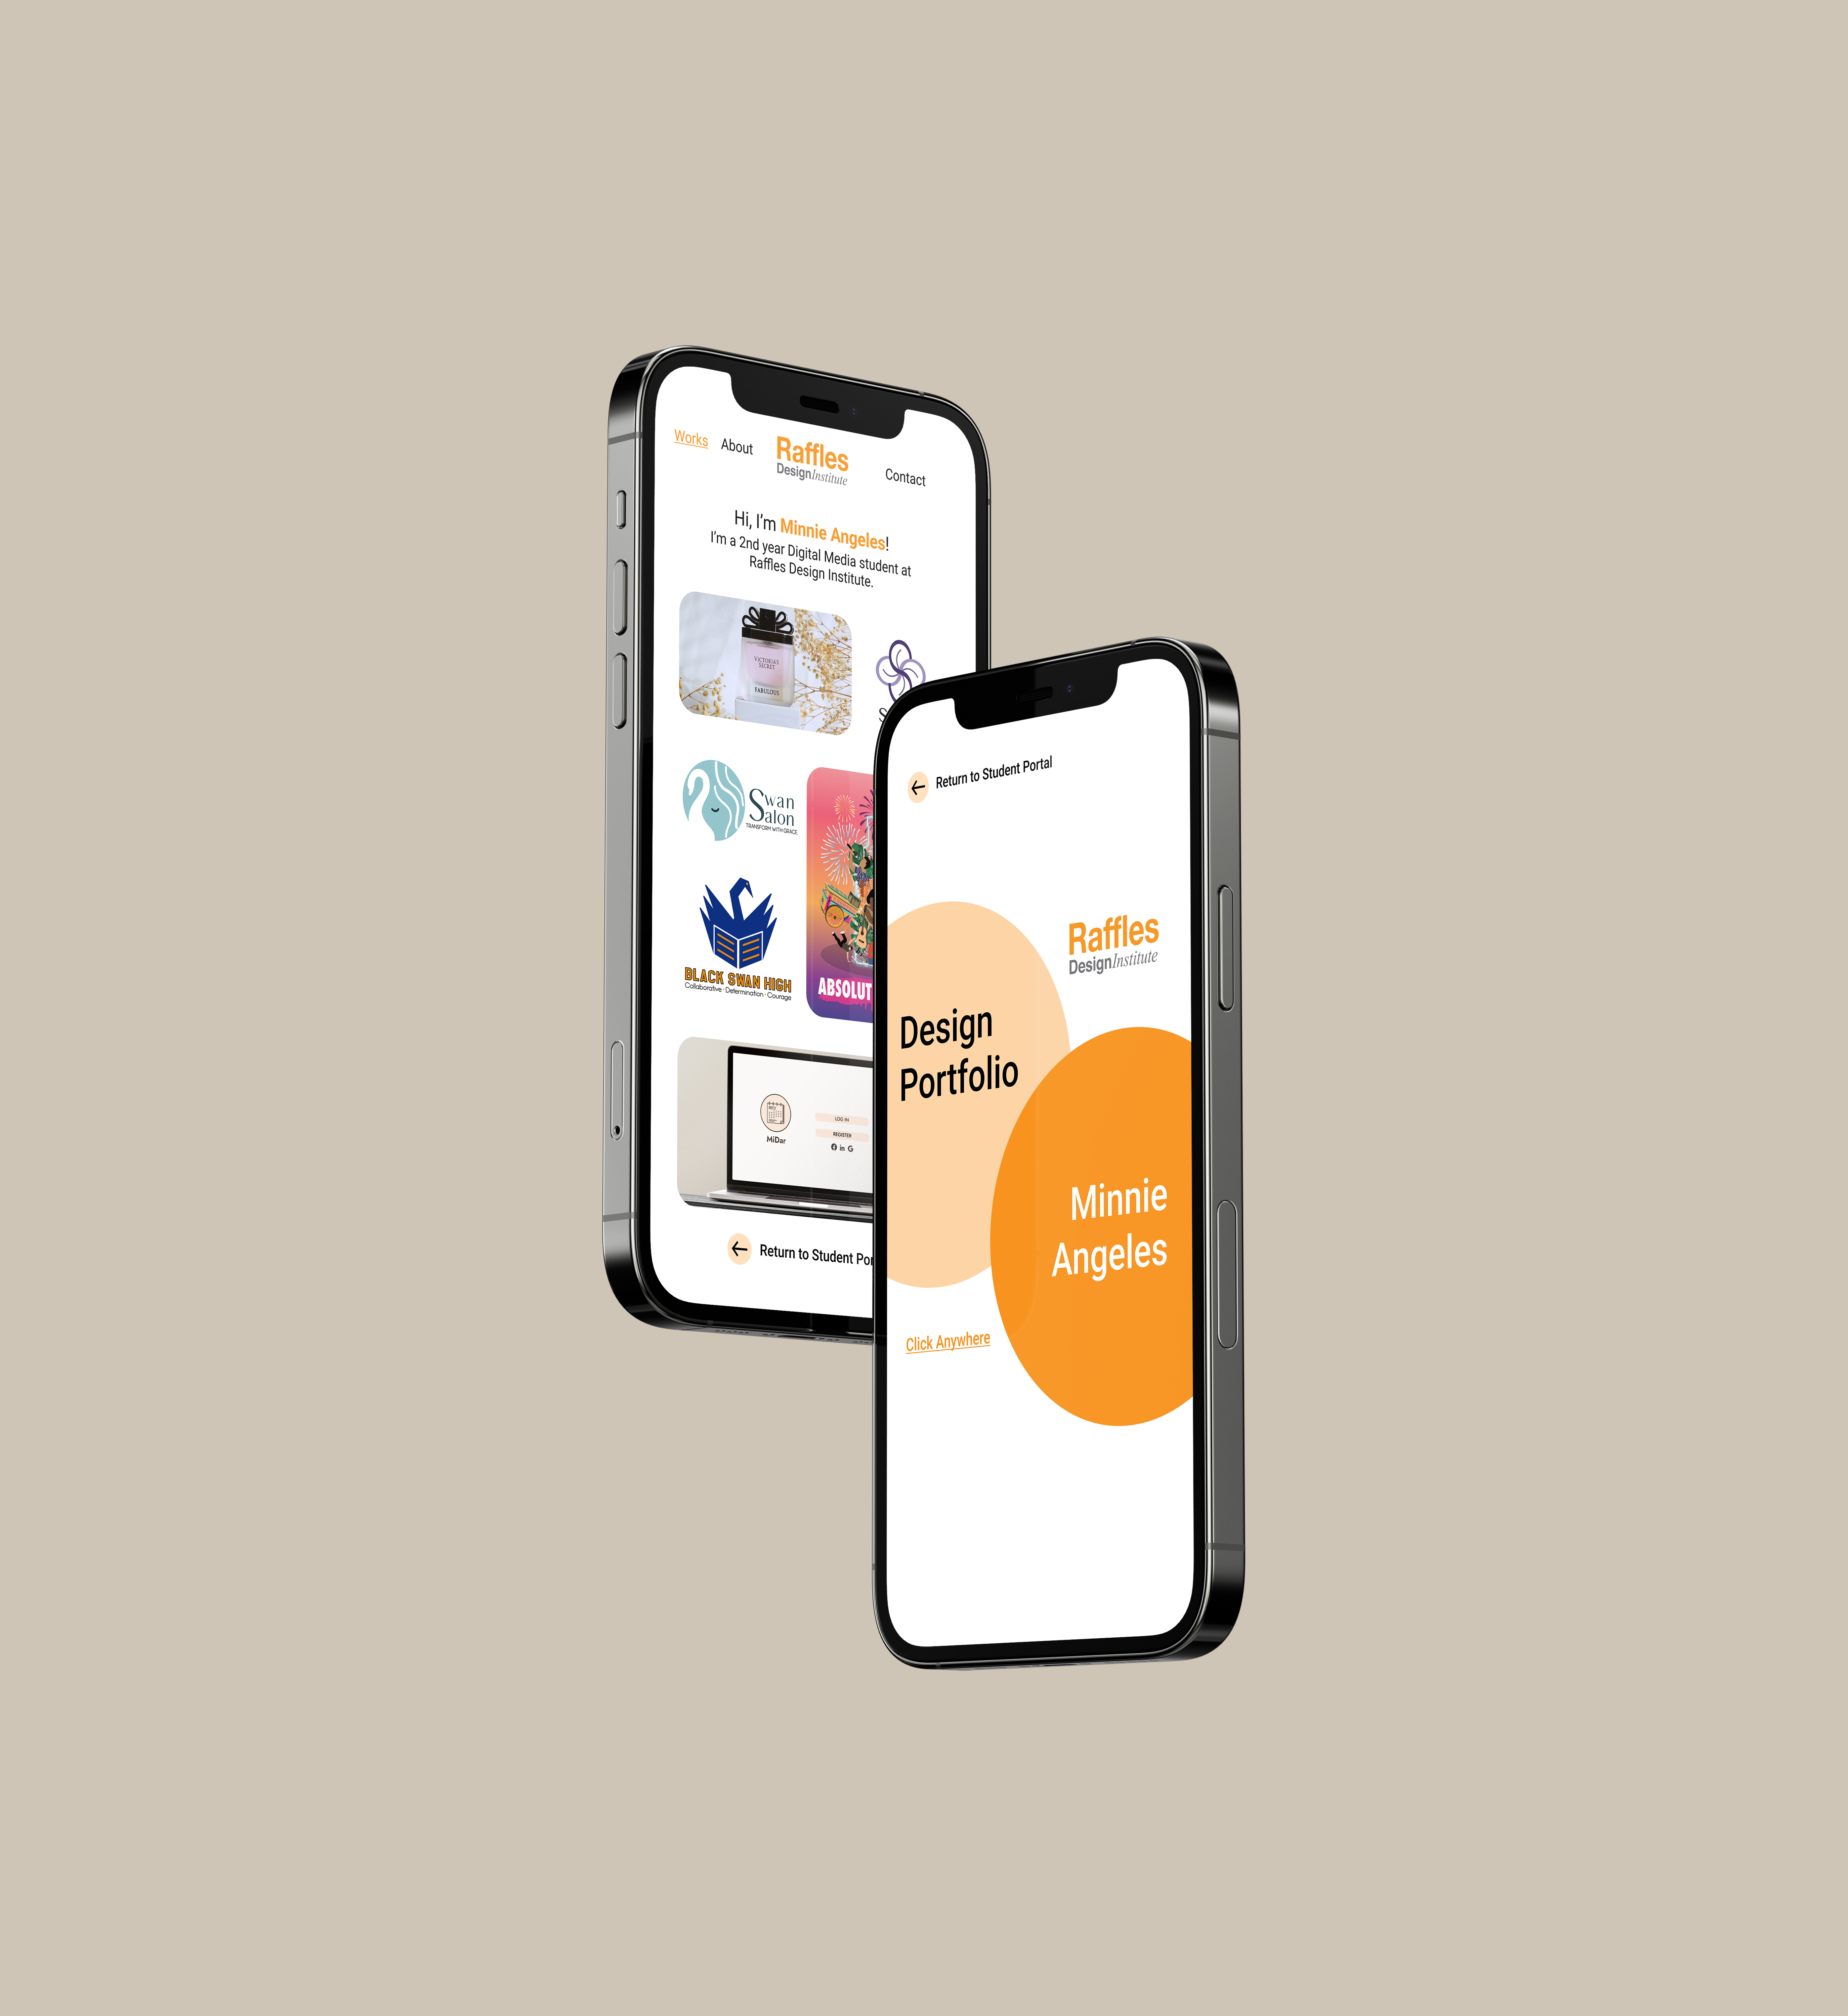 Works
About
Raffles
DesignInstitute
Contact
Hi, I'm Minnie Angeles!
I'm a 2nd year Digital Media student at
Raffles Design Institute.
VICTORIA'S
SECRET
FABULOUS
S
Swan
Salon
TRANSFORM WITH GRACE
BLACK SWAN HIGH
Collaborative · Determination · Courage
ABSOLUT
MiDar
LOG IN
REGISTER
Return to Student Por
Return to Student Portal
Raffles
DesignInstitute
Design
Portfolio
Minnie
Angeles
Click Anywhere